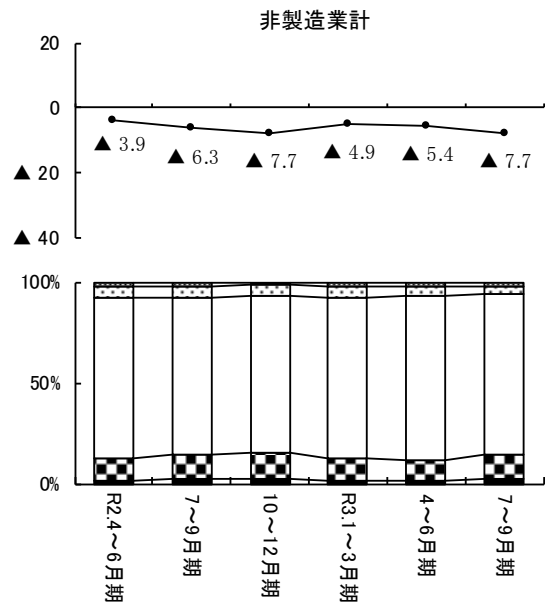 非製造業計
20
0
▲ 20
▲ 40
▲ 3.9
▲ 6.3
▲ 7.7
▲ 4.9
▲ 5.4
▲ 7.7
100%
50%
0%
R2.4～6月期
7～9月期
10～12月期
R3.1～3月期
4～6月期
7～9月期